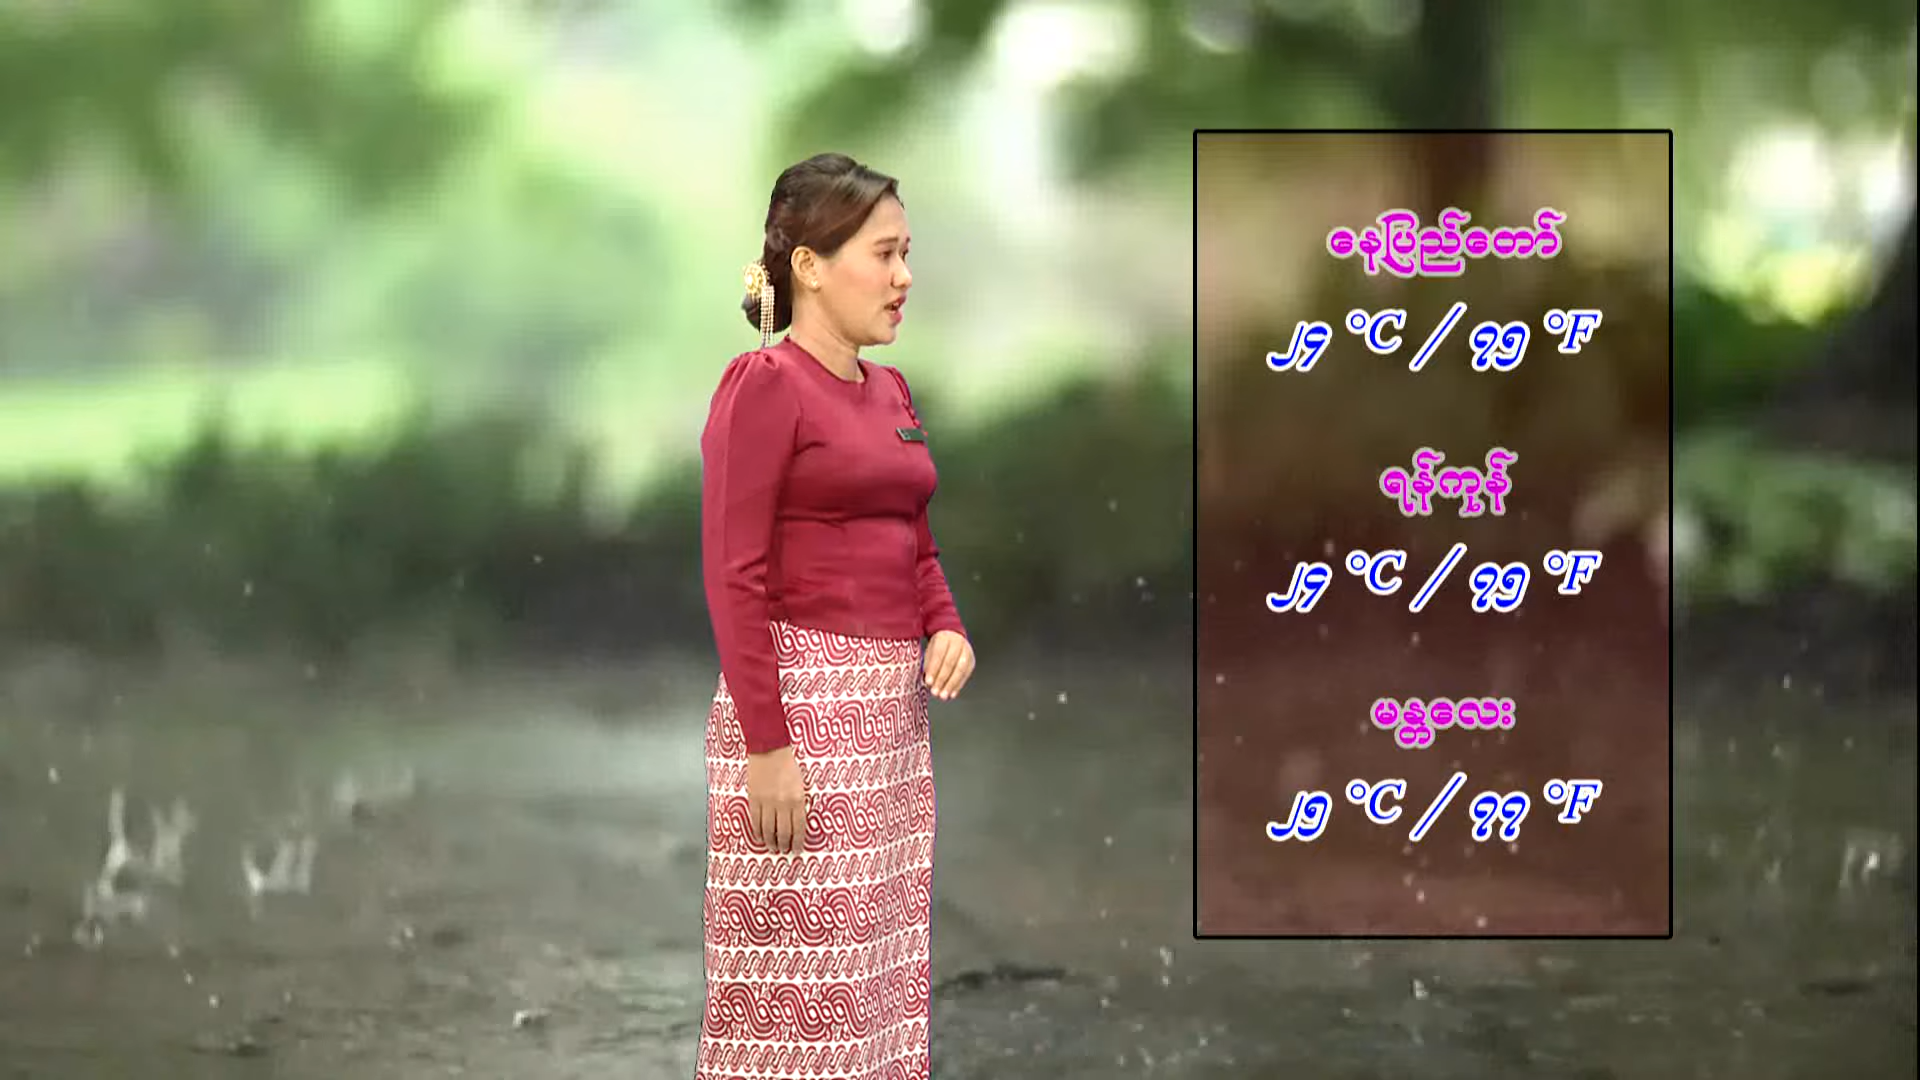 နေပြည်တော်
၂၄ °C / ၇၅ °F
ရန်ကုန်
၂၄ °C / ၇၅ °F
မန္တလေး
၂၅ °C / ၇၇ °F